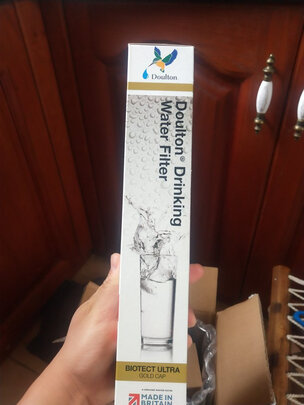 Doulton
Doulton® Drinking
Water Filter
BIOTECT ULTRA
GOLD CAP
MADE IN
BRITAIN